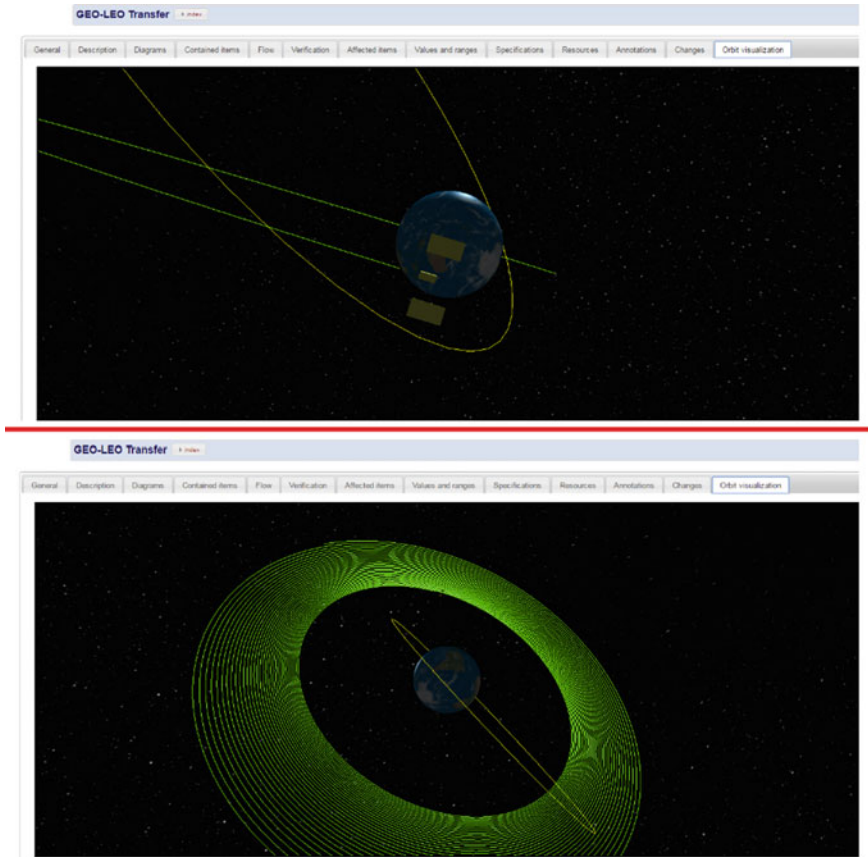 GEO-LEO Transfer Index
General Description Diagrams Contained items Flow Verification Affected items Values and ranges Specifications Resources Annotations Changes Orbit visualization
GEO-LEO Transfer Index
General Description Diagrams Contained items Flow Verification Affected items Values and ranges Specifications Resources Annotations Changes Orbit visualization